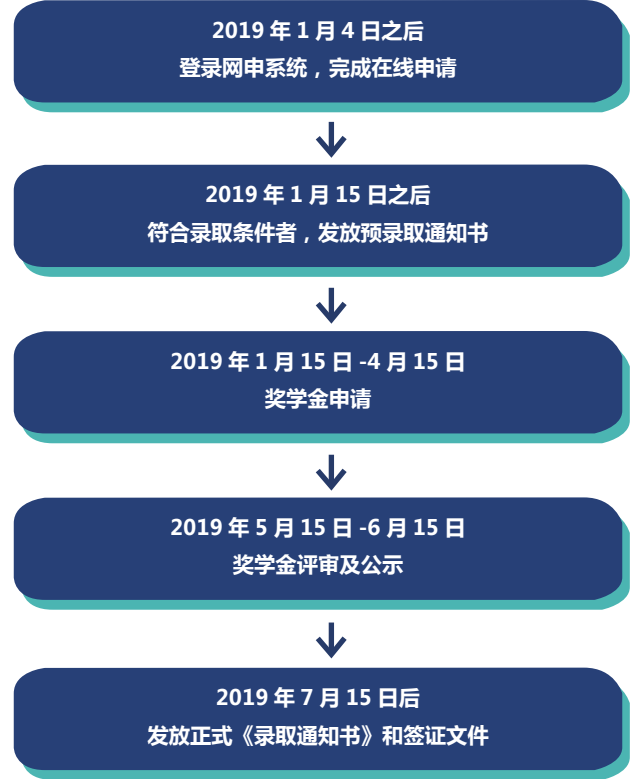 2019 年 1 月 4 日之后
登录网申系统，完成在线申请
2019 年 1 月 15 日之后
符合录取条件者，发放预录取通知书
2019 年 1 月 15 日 -4 月 15 日
奖学金申请
2019 年 5 月 15 日 -6 月 15 日
奖学金评审及公示
2019 年 7 月 15 日后
发放正式《录取通知书》和签证文件